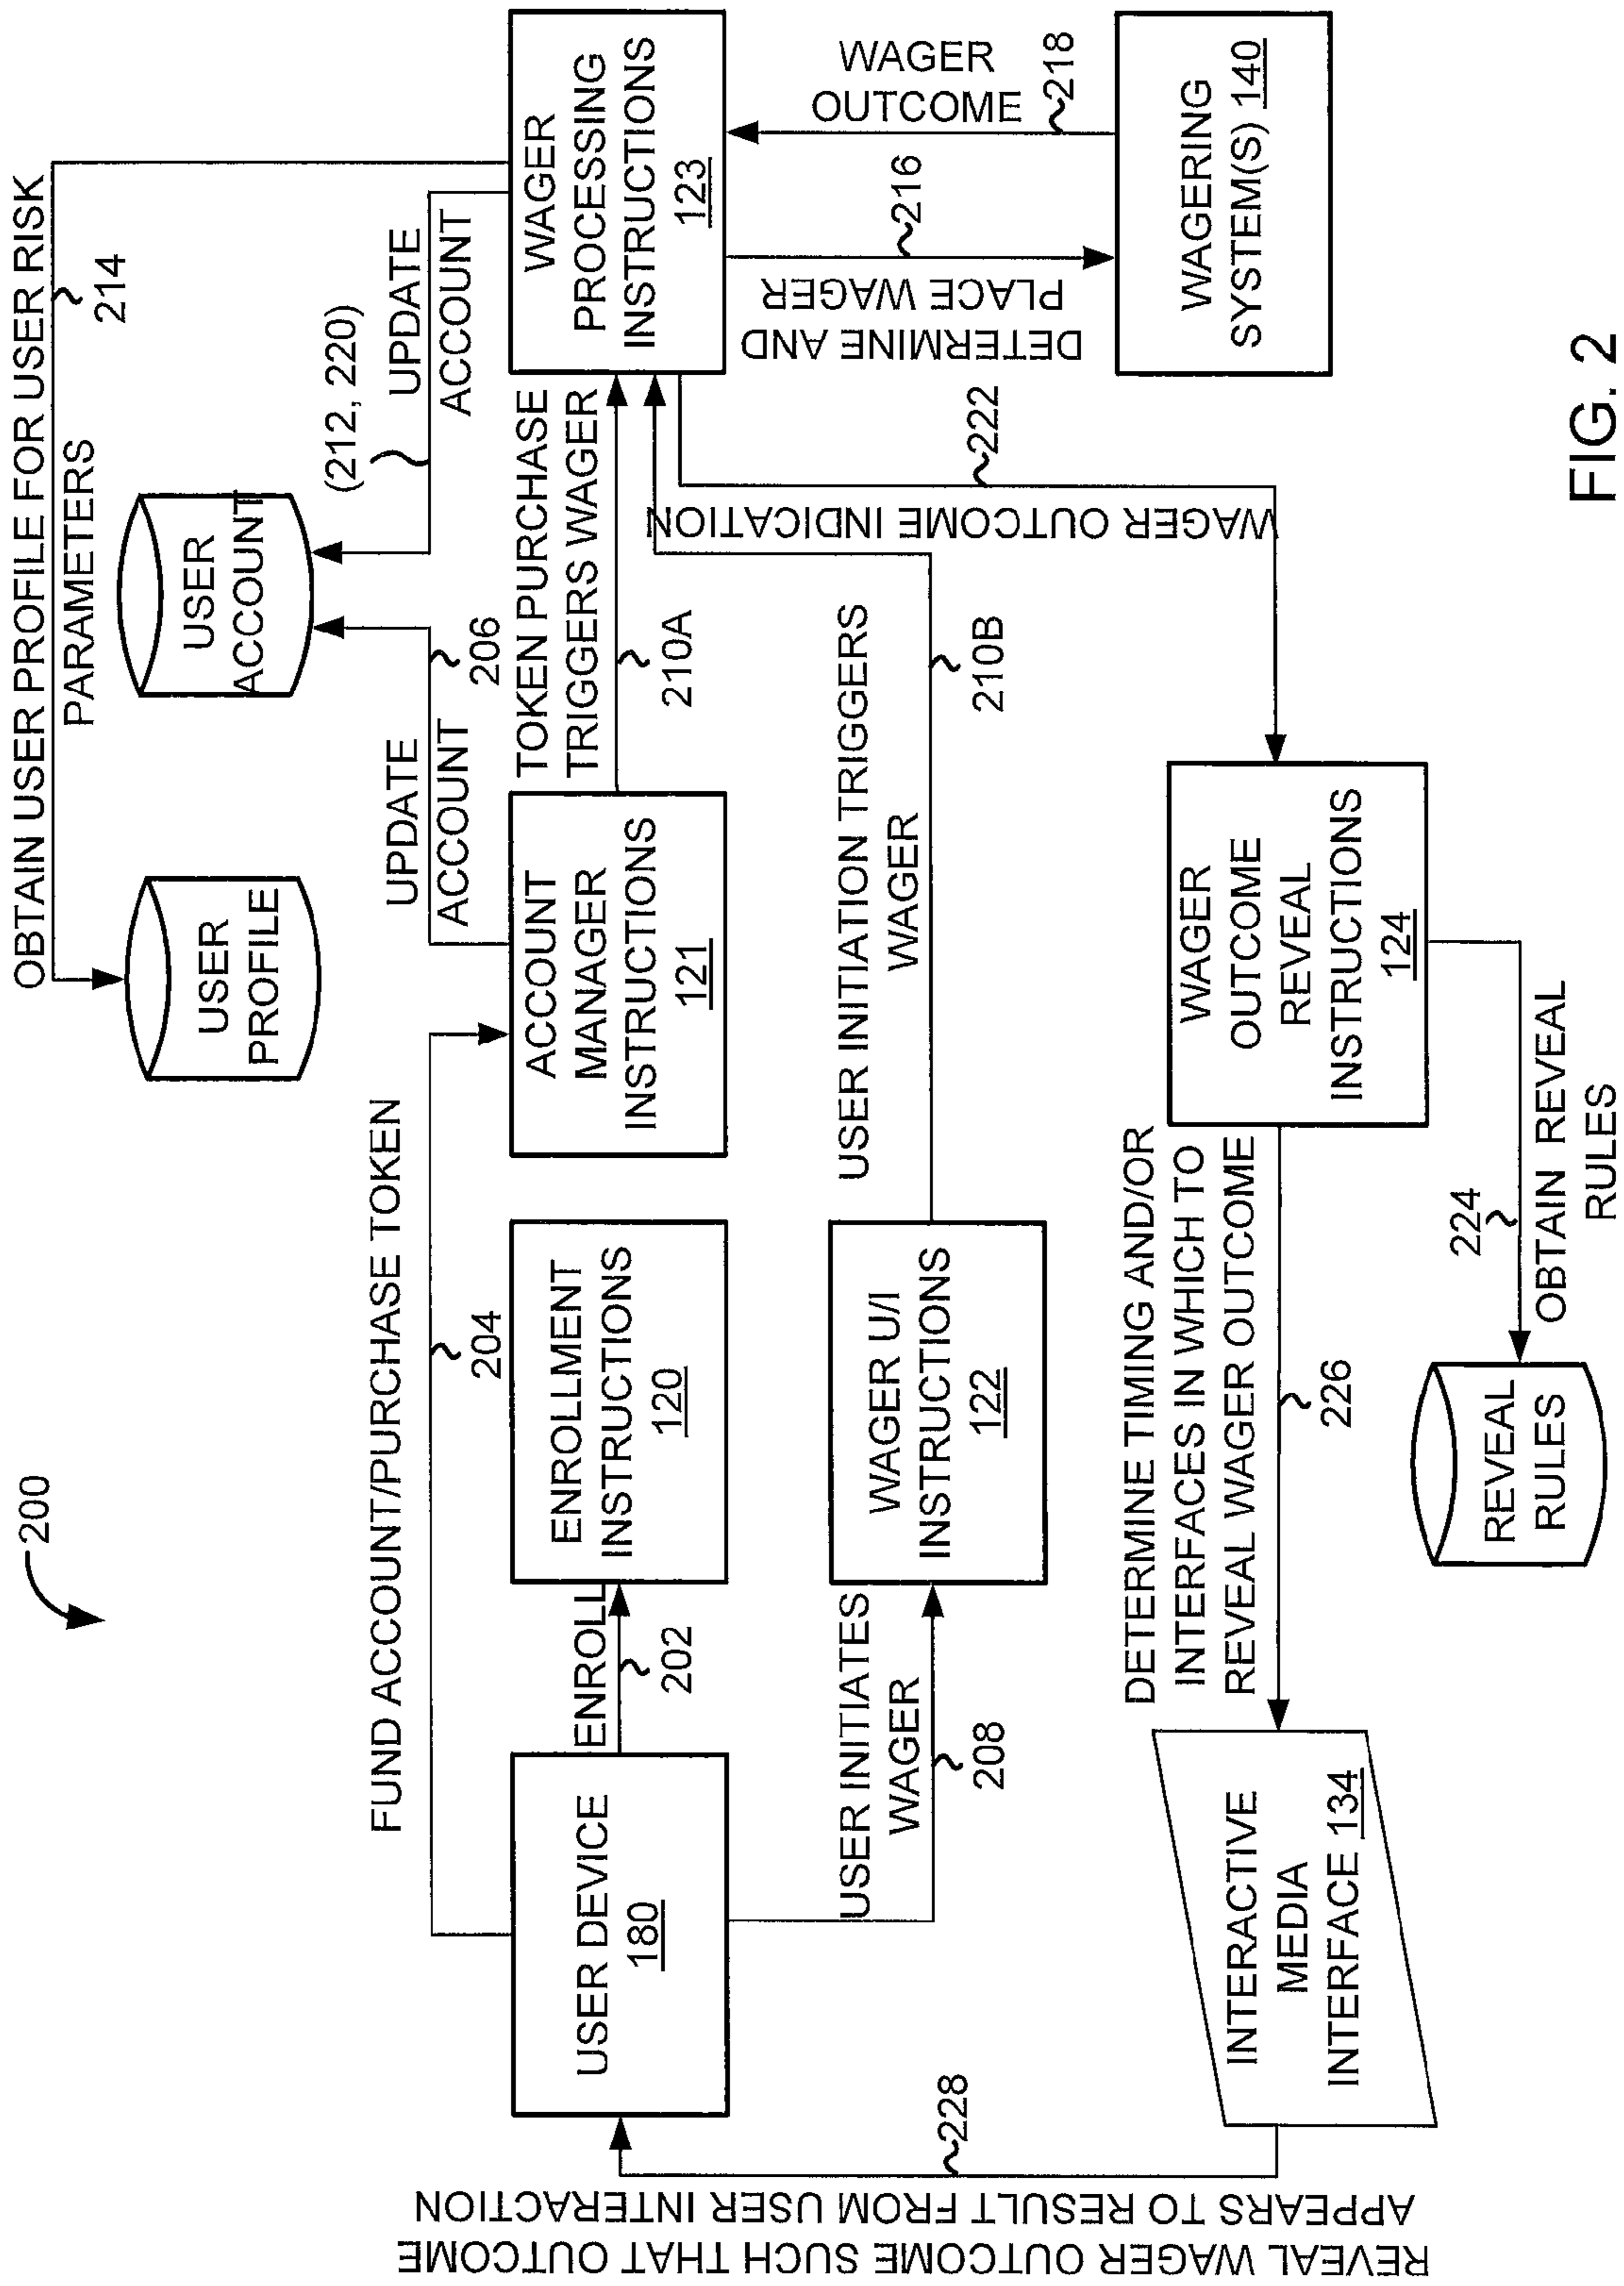 200
OBTAIN USER PROFILE FOR USER RISK
PARAMETERS
214
USER
PROFILE
USER
ACCOUNT
(212, 220)
UPDATE
ACCOUNT
UPDATE
ACCOUNT
206
FUND ACCOUNT/PURCHASE TOKEN
204
USER DEVICE
180
ENROLL
202
ENROLLMENT
INSTRUCTIONS
120
ACCOUNT
MANAGER
INSTRUCTIONS
121
TOKEN PURCHASE
TRIGGERS WAGER
210A
WAGER
PROCESSING
INSTRUCTIONS
123
USER INITIATES
WAGER
208
WAGER U/I
INSTRUCTIONS
122
USER INITIATION TRIGGERS
WAGER
210B
WAGER OUTCOME INDICATION
222
DETERMINE AND
PLACE WAGER
216
WAGER
OUTCOME
218
WAGERING
SYSTEM(S) 140
REVEAL WAGER OUTCOME SUCH THAT OUTCOME
APPEARS TO RESULT FROM USER INTERACTION
228
INTERACTIVE
MEDIA
INTERFACE 134
DETERMINE TIMING AND/OR
INTERFACES IN WHICH TO
REVEAL WAGER OUTCOME
226
WAGER
OUTCOME
REVEAL
INSTRUCTIONS
124
REVEAL
RULES
224
OBTAIN REVEAL
RULES
FIG. 2